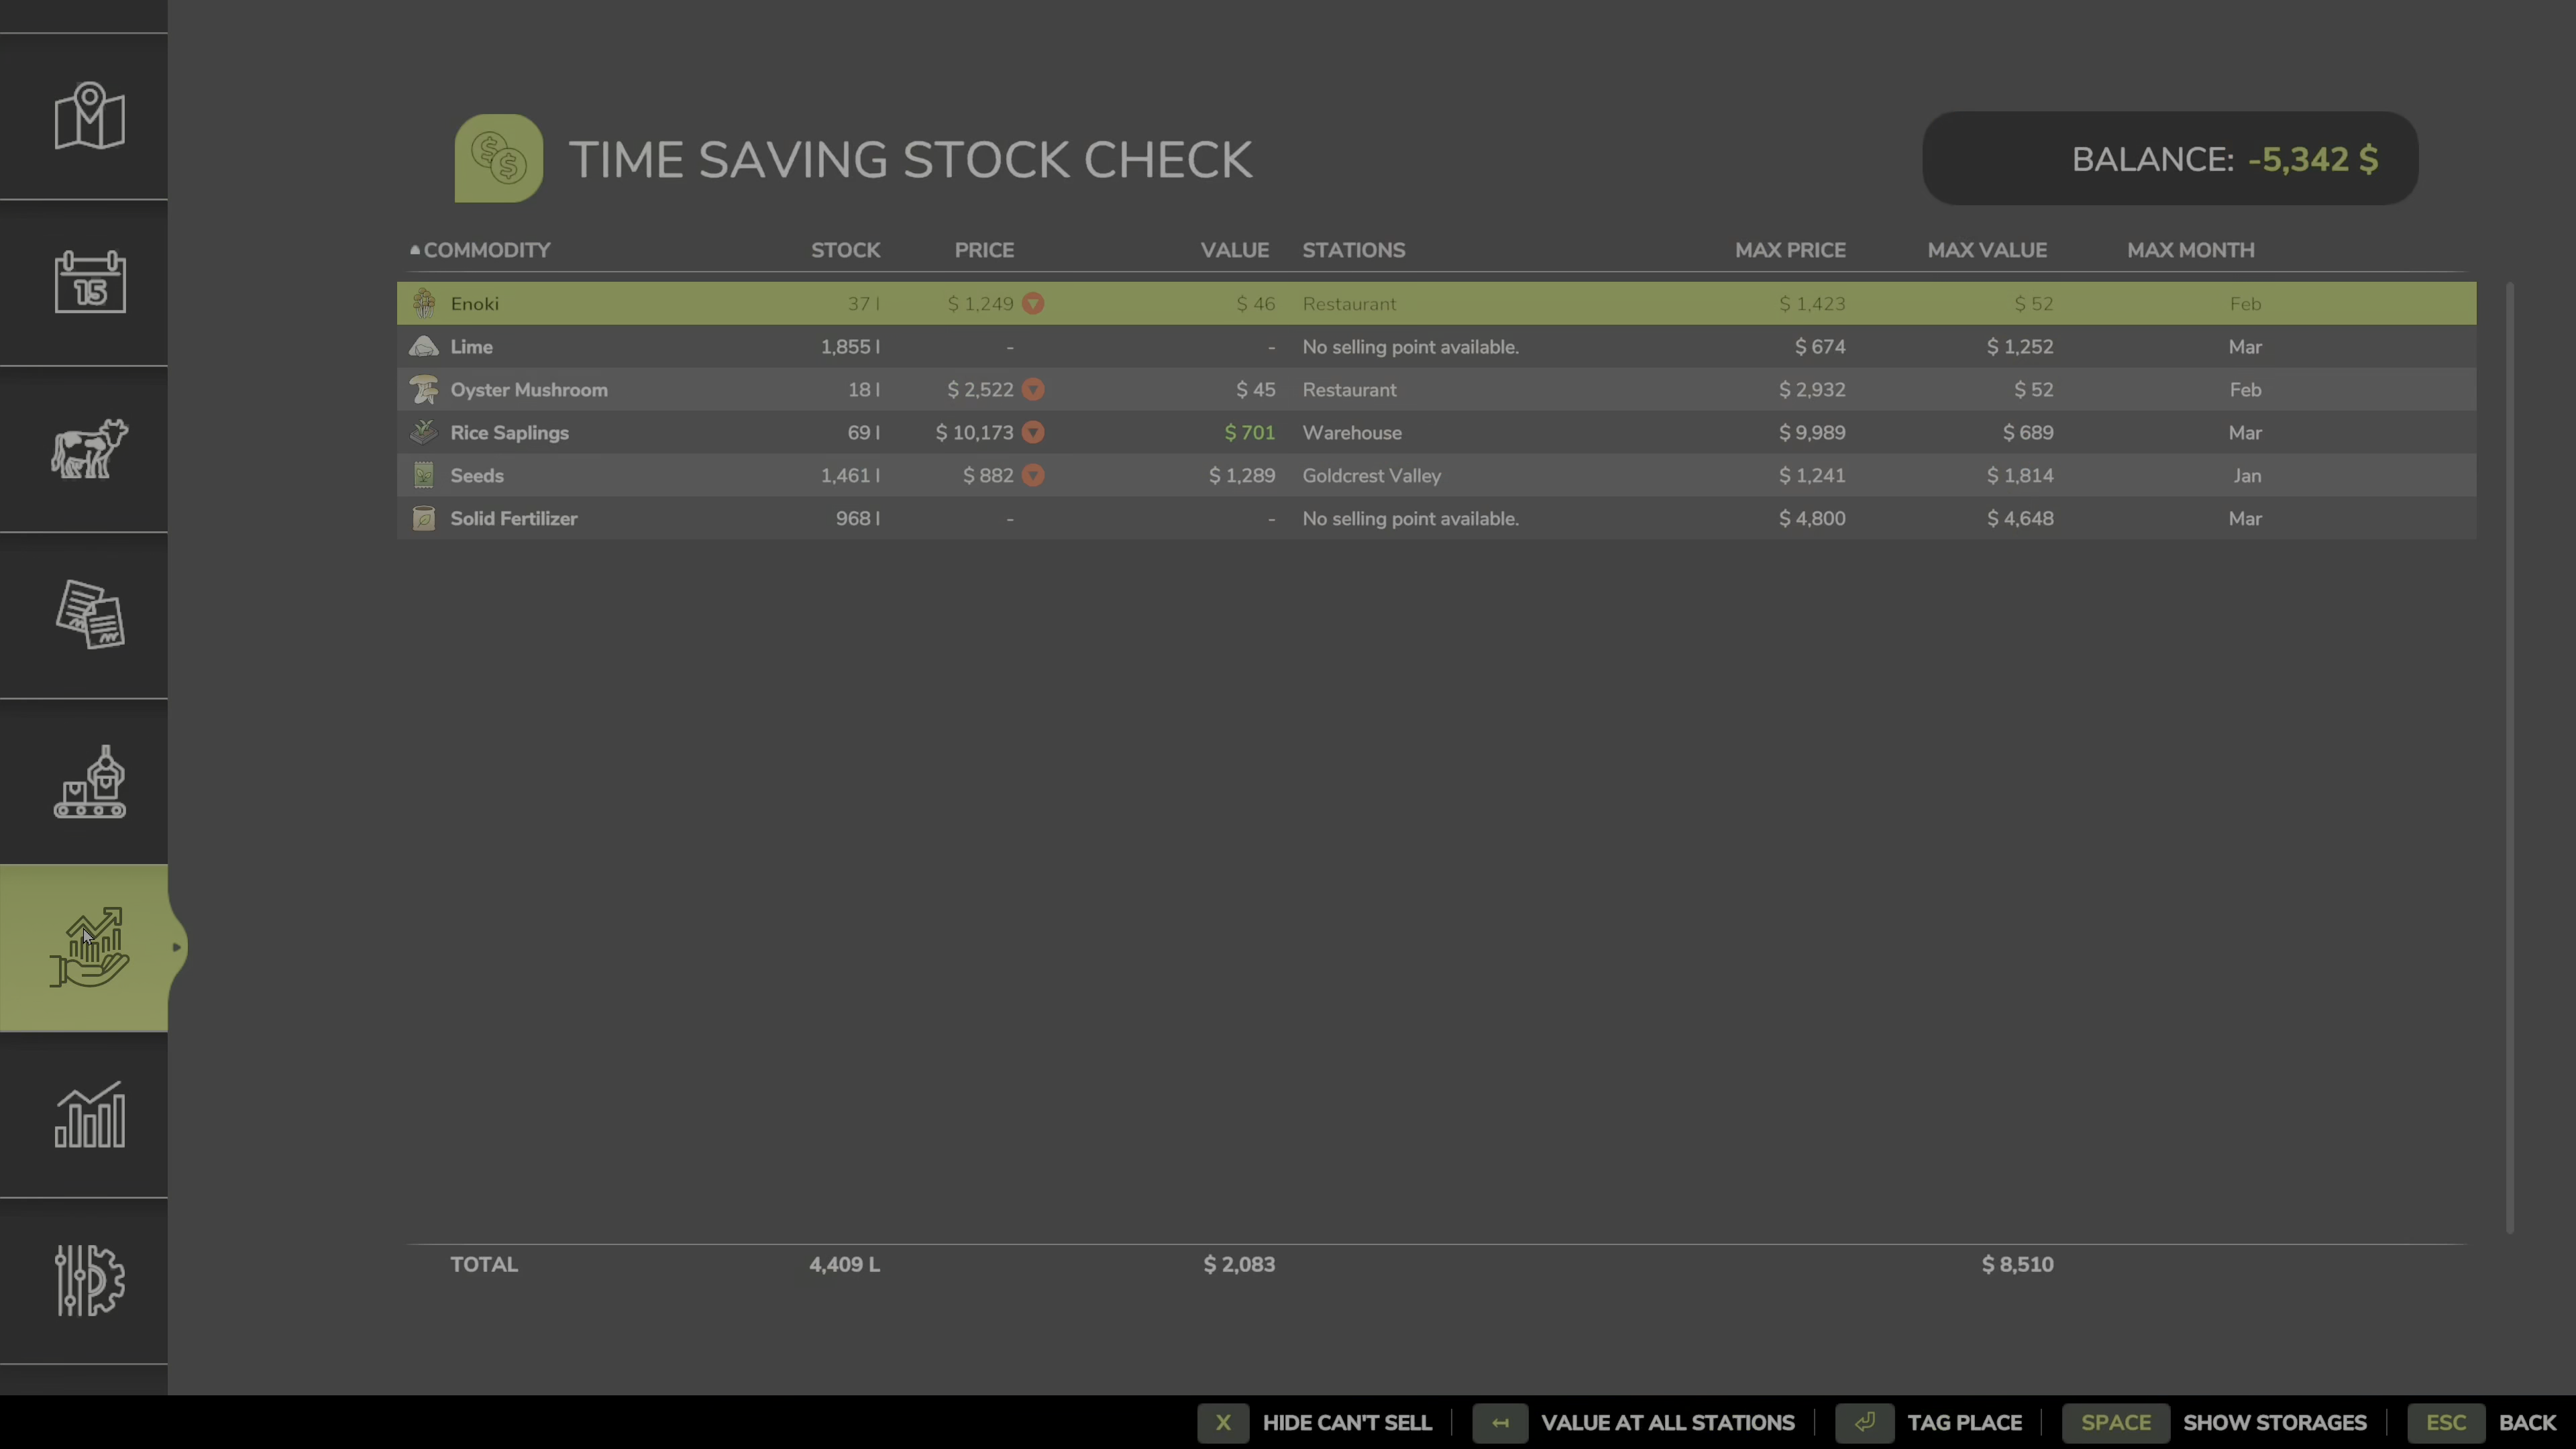 15
TIME SAVING STOCK CHECK
BALANCE: -5,342 $
COMMODITY STOCK PRICE VALUE STATIONS MAX PRICE MAX VALUE MAX MONTH
Enoki 37 l $ 1,249 $ 46 Restaurant $ 1,423 $ 52 Feb
Lime 1,855 l - - No selling point available. $ 674 $ 1,252 Mar
Oyster Mushroom 18 l $ 2,522 $ 45 Restaurant $ 2,932 $ 52 Feb
Rice Saplings 69 l $ 10,173 $ 701 Warehouse $ 9,989 $ 689 Mar
Seeds 1,461 l $ 882 $ 1,289 Goldcrest Valley $ 1,241 $ 1,814 Jan
Solid Fertilizer 968 l - - No selling point available. $ 4,800 $ 4,648 Mar
TOTAL 4,409 L $ 2,083 $ 8,510
X HIDE CAN'T SELL VALUE AT ALL STATIONS TAG PLACE SPACE SHOW STORAGES ESC BACK